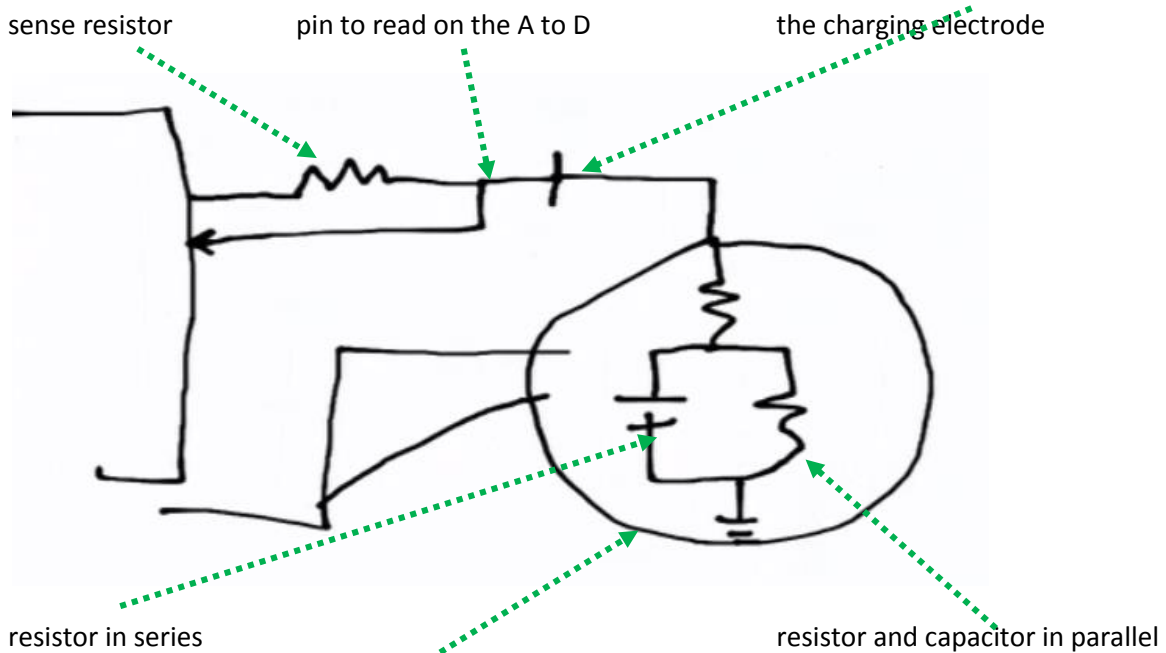 sense resistor
pin to read on the A to D
the charging electrode
resistor in series
resistor and capacitor in parallel